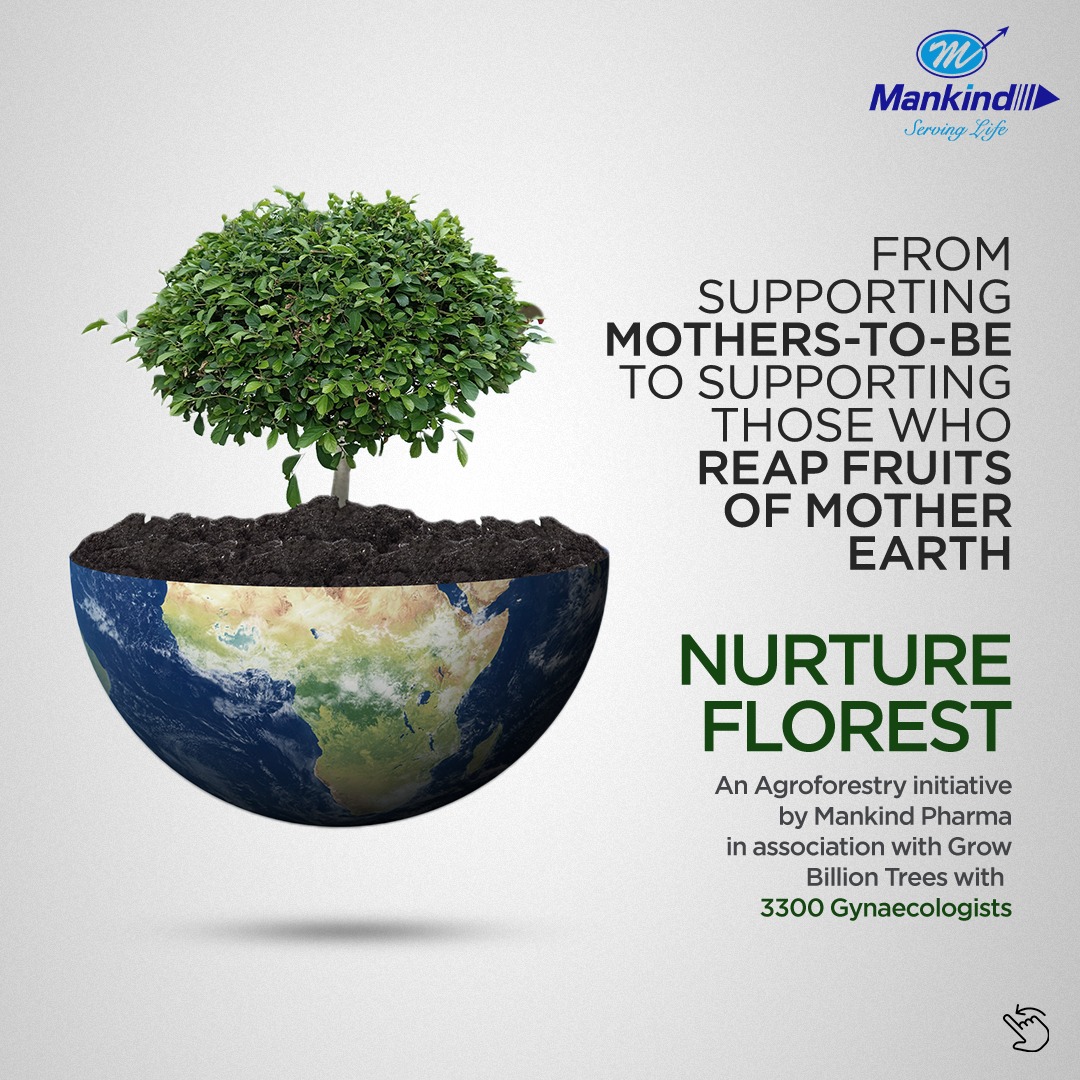 m
Mankind
Serving Life
FROM
SUPPORTING
MOTHERS-TO-BE
TO SUPPORTING
THOSE WHO
REAP FRUITS
OF MOTHER
EARTH
NURTURE
FLOREST
An Agroforestry initiative
by Mankind Pharma
in association with Grow
Billion Trees with
3300 Gynaecologists